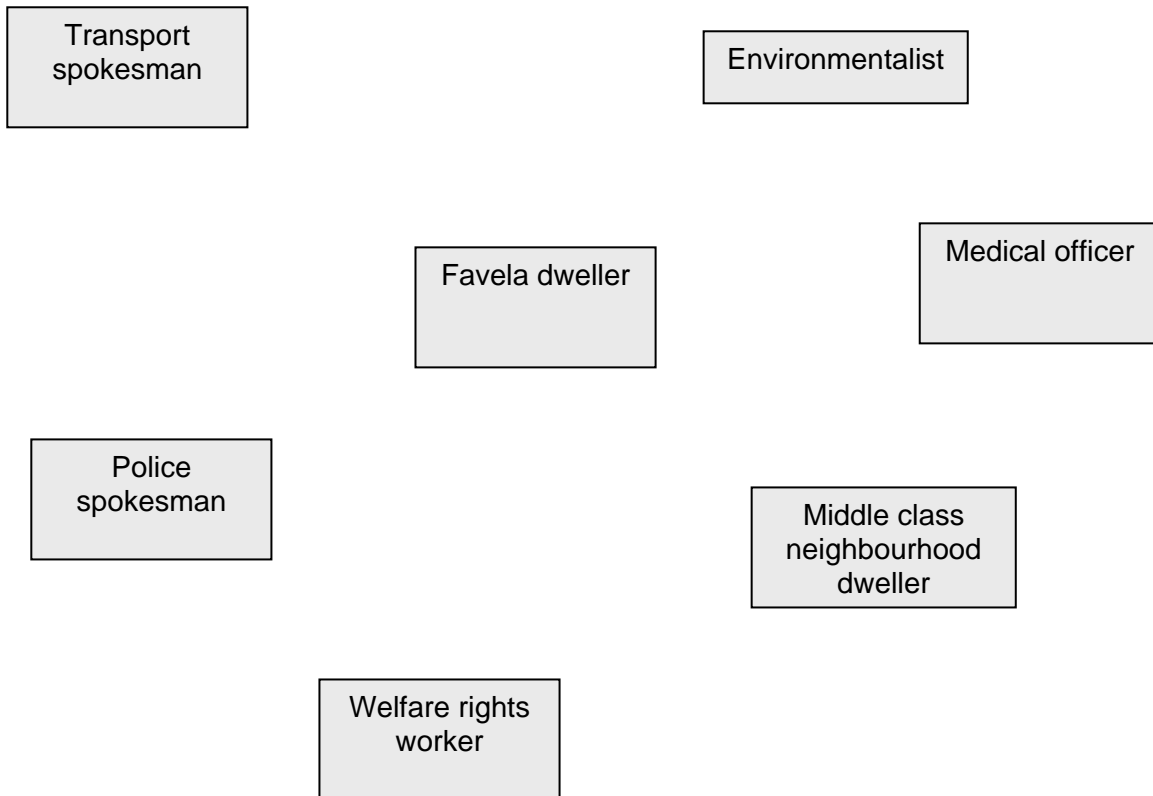 Transport
spokesman
Environmentalist
Medical officer
Favela dweller
Police
spokesman
Middle class
neighbourhood
dweller
Welfare rights
worker